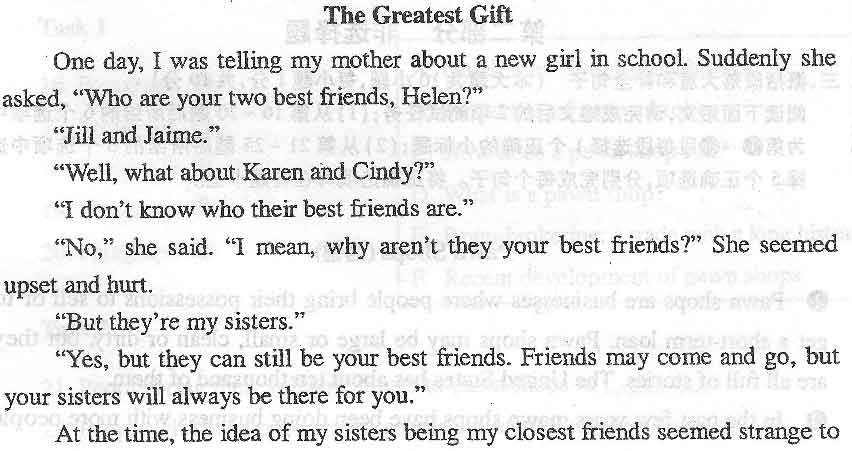 The Greatest Gift
One day, I was telling my mother about a new girl in school. Suddenly she
asked, “Who are your two best friends, Helen?”
“Jill and Jaime.”
“Well, what about Karen and Cindy?”
“I don’t know who their best friends are.”
“No,” she said. “I mean, why aren’t they your best friends?” She seemed
upset and hurt.
“But they’re my sisters.”
“Yes, but they can still be your best friends. Friends may come and go, but
your sisters will always be there for you.”
At the time, the idea of my sisters being my closest friends seemed strange to